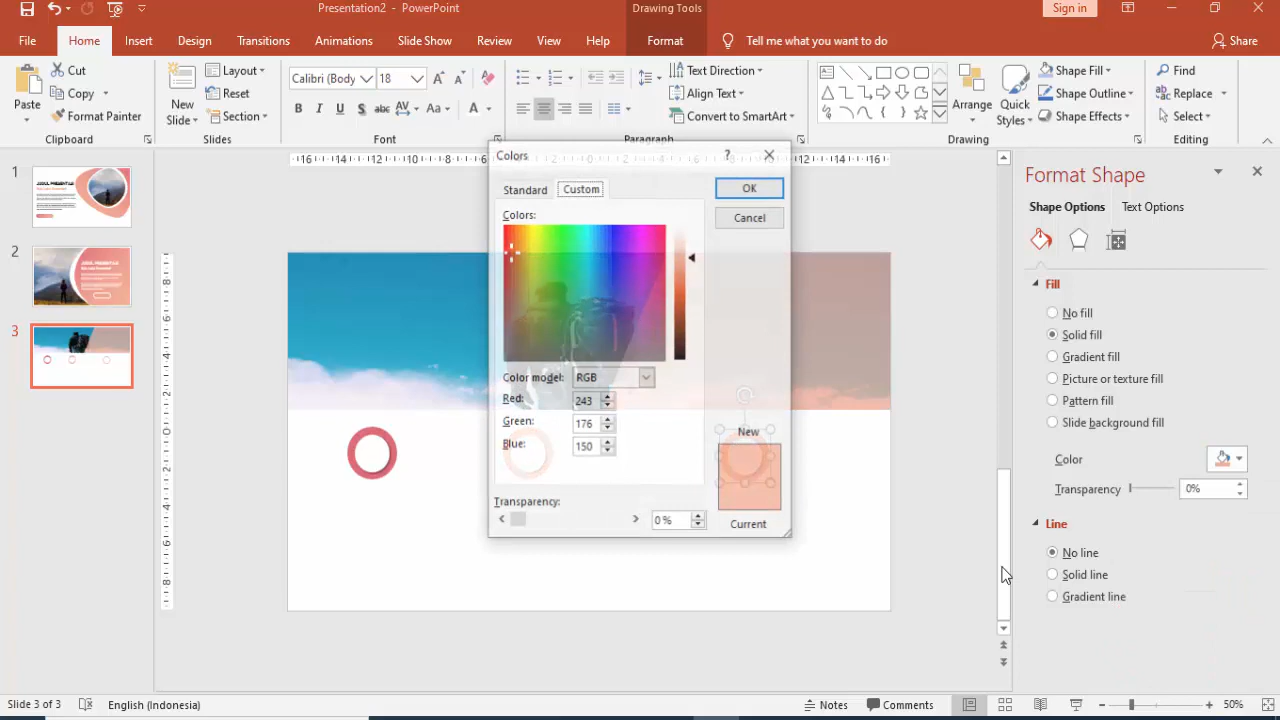 Presentation2 - PowerPoint
Drawing Tools
Sign in
File
Home
Insert
Design
Transitions
Animations
Slide Show
Review
View
Help
Format
Tell me what you want to do
Share
Paste
Cut
Copy
Format Painter
Clipboard
New
Slide
Layout
Reset
Section
Slides
Calibri (Body
18
Font
Text Direction
Align Text
Convert to SmartArt
Paragraph
Arrange
Quick
Styles
Shape Fill
Shape Outline
Shape Effects
Drawing
Find
Replace
Select
Editing
1
2
3
Colors
?
Standard
Custom
OK
Cancel
Colors:
Color model:
RGB
Red:
243
Green:
176
Blue:
150
New
Current
Transparency:
0 %
Format Shape
Shape Options
Text Options
Fill
No fill
Solid fill
Gradient fill
Picture or texture fill
Pattern fill
Slide background fill
Color
Transparency
0%
Line
No line
Solid line
Gradient line
Slide 3 of 3
English (Indonesia)
Notes
Comments
50%